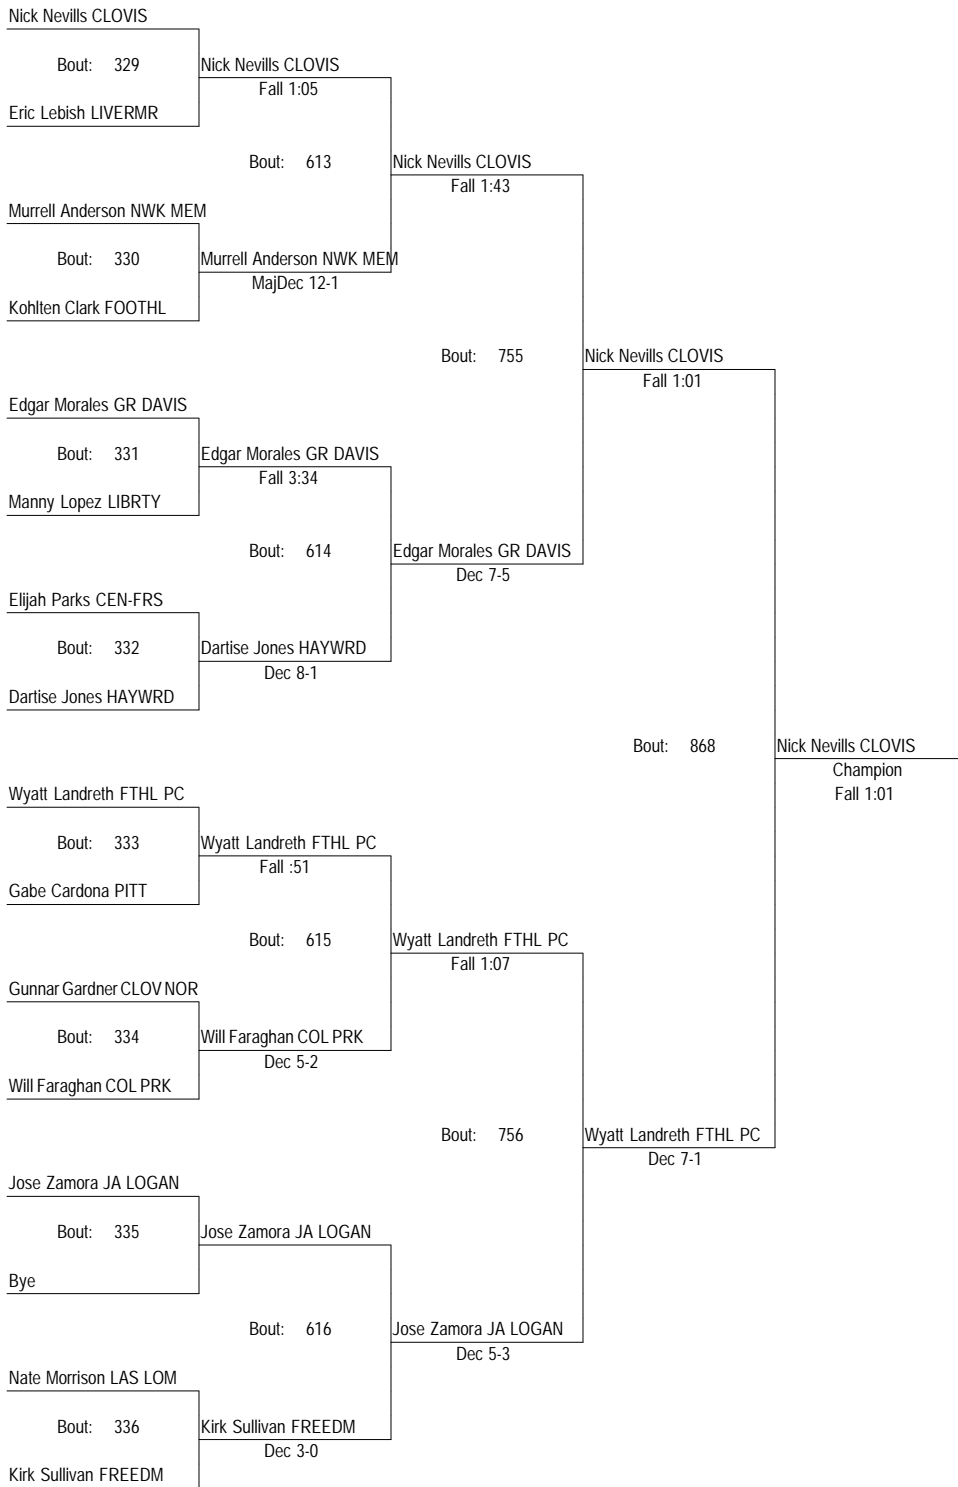 Nick Nevills CLOVIS
Bout: 329 Nick Nevills CLOVIS
Fall 1:05
Eric Lebish LIVERMR
Bout: 613 Nick Nevills CLOVIS
Fall 1:43
Murrell Anderson NWK MEM
Bout: 330 Murrell Anderson NWK MEM
MajDec 12-1
Kohlten Clark FOOTHL
Bout: 755 Nick Nevills CLOVIS
Fall 1:01
Edgar Morales GR DAVIS
Bout: 331 Edgar Morales GR DAVIS
Fall 3:34
Manny Lopez LIBRTY
Bout: 614 Edgar Morales GR DAVIS
Dec 7-5
Elijah Parks CEN-FRS
Bout: 332 Dartise Jones HAYWRD
Dec 8-1
Dartise Jones HAYWRD
Bout: 868 Nick Nevills CLOVIS
Champion
Fall 1:01
Wyatt Landreth FTHL PC
Bout: 333 Wyatt Landreth FTHL PC
Fall :51
Gabe Cardona PITT
Bout: 615 Wyatt Landreth FTHL PC
Fall 1:07
Gunnar Gardner CLOV NOR
Bout: 334 Will Faraghan COL PRK
Dec 5-2
Will Faraghan COL PRK
Bout: 756 Wyatt Landreth FTHL PC
Dec 7-1
Jose Zamora JA LOGAN
Bout: 335 Jose Zamora JA LOGAN
Bye
Bout: 616 Jose Zamora JA LOGAN
Dec 5-3
Nate Morrison LAS LOM
Bout: 336 Kirk Sullivan FREEDM
Dec 3-0
Kirk Sullivan FREEDM